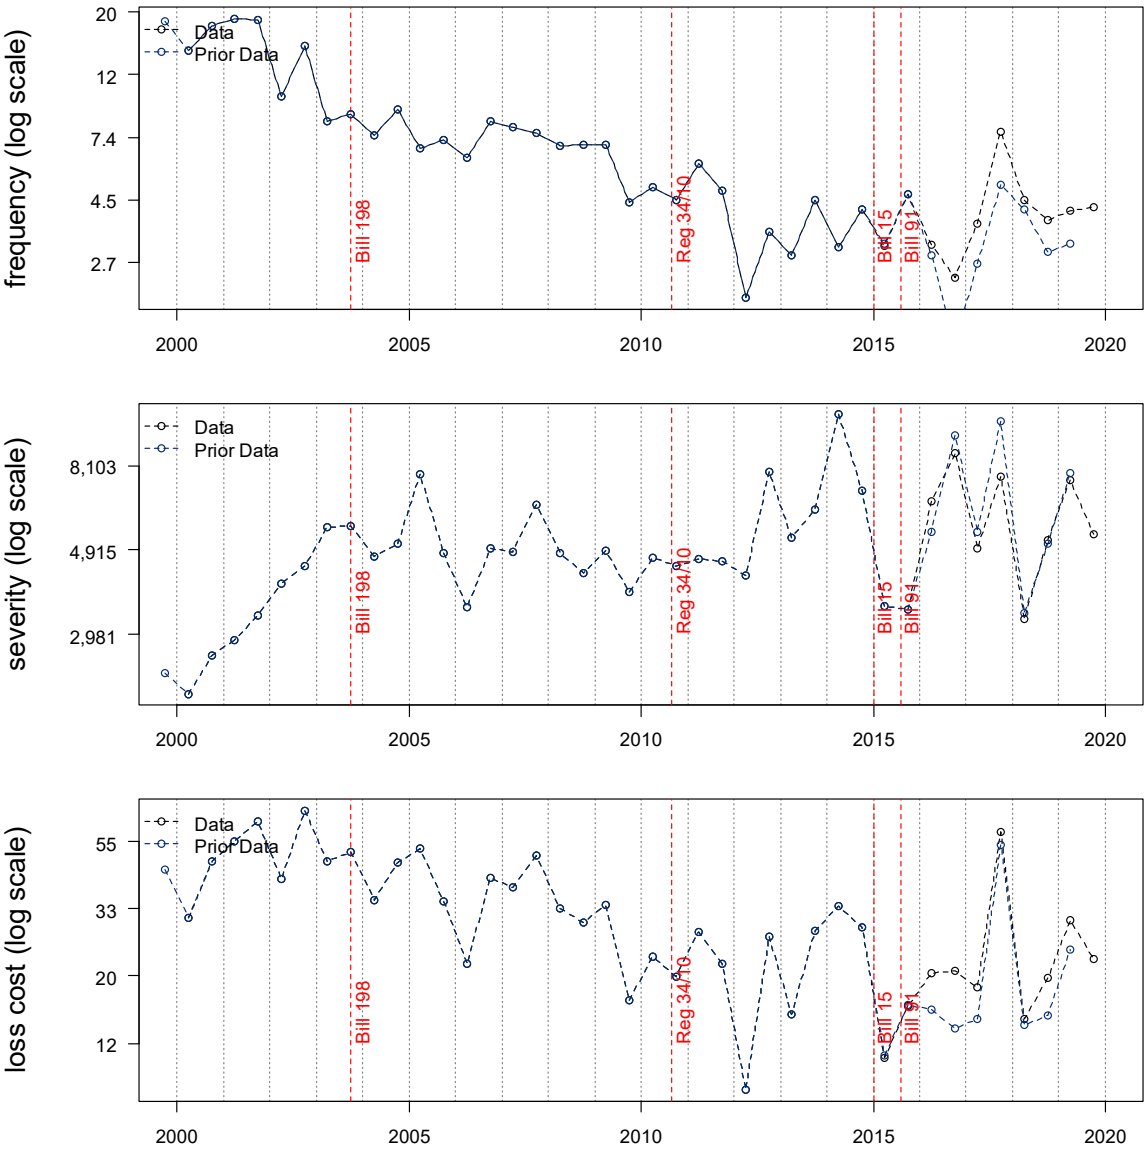 frequency (log scale)
20
12
7.4
4.5
2.7
Data
Prior Data
Bill 198
Reg 34/10
Bill 15
Bill 91
2000
2005
2010
2015
2020
severity (log scale)
8,103
4,915
2,981
Data
Prior Data
Bill 198
Reg 34/10
Bill 15
Bill 91
2000
2005
2010
2015
2020
loss cost (log scale)
55
33
20
12
Data
Prior Data
Bill 198
Reg 34/10
Bill 15
Bill 91
2000
2005
2010
2015
2020